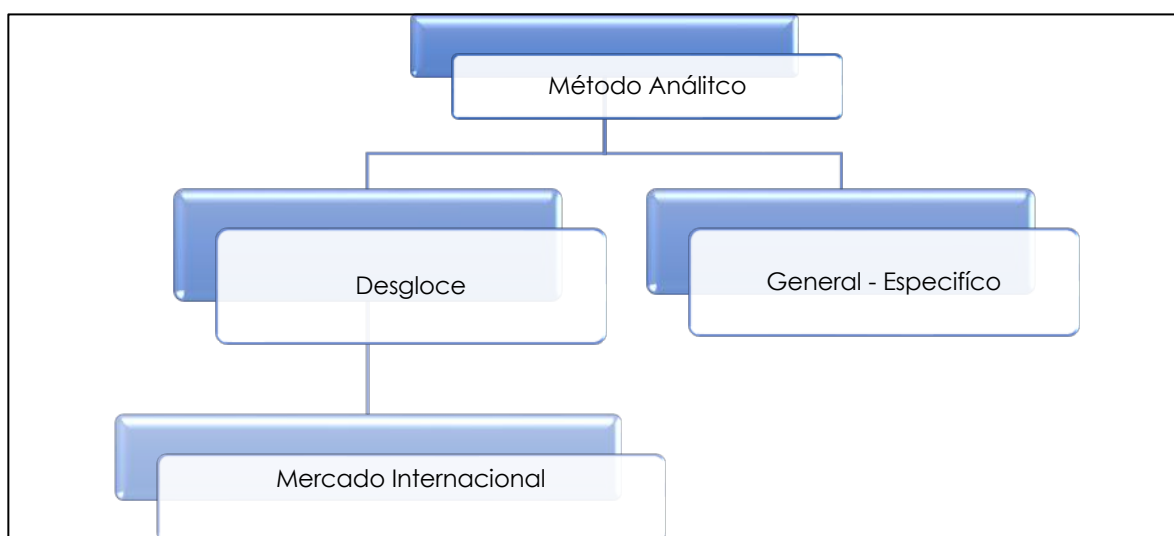 Método Análitco
Desgloce
General - Especifíco
Mercado Internacional